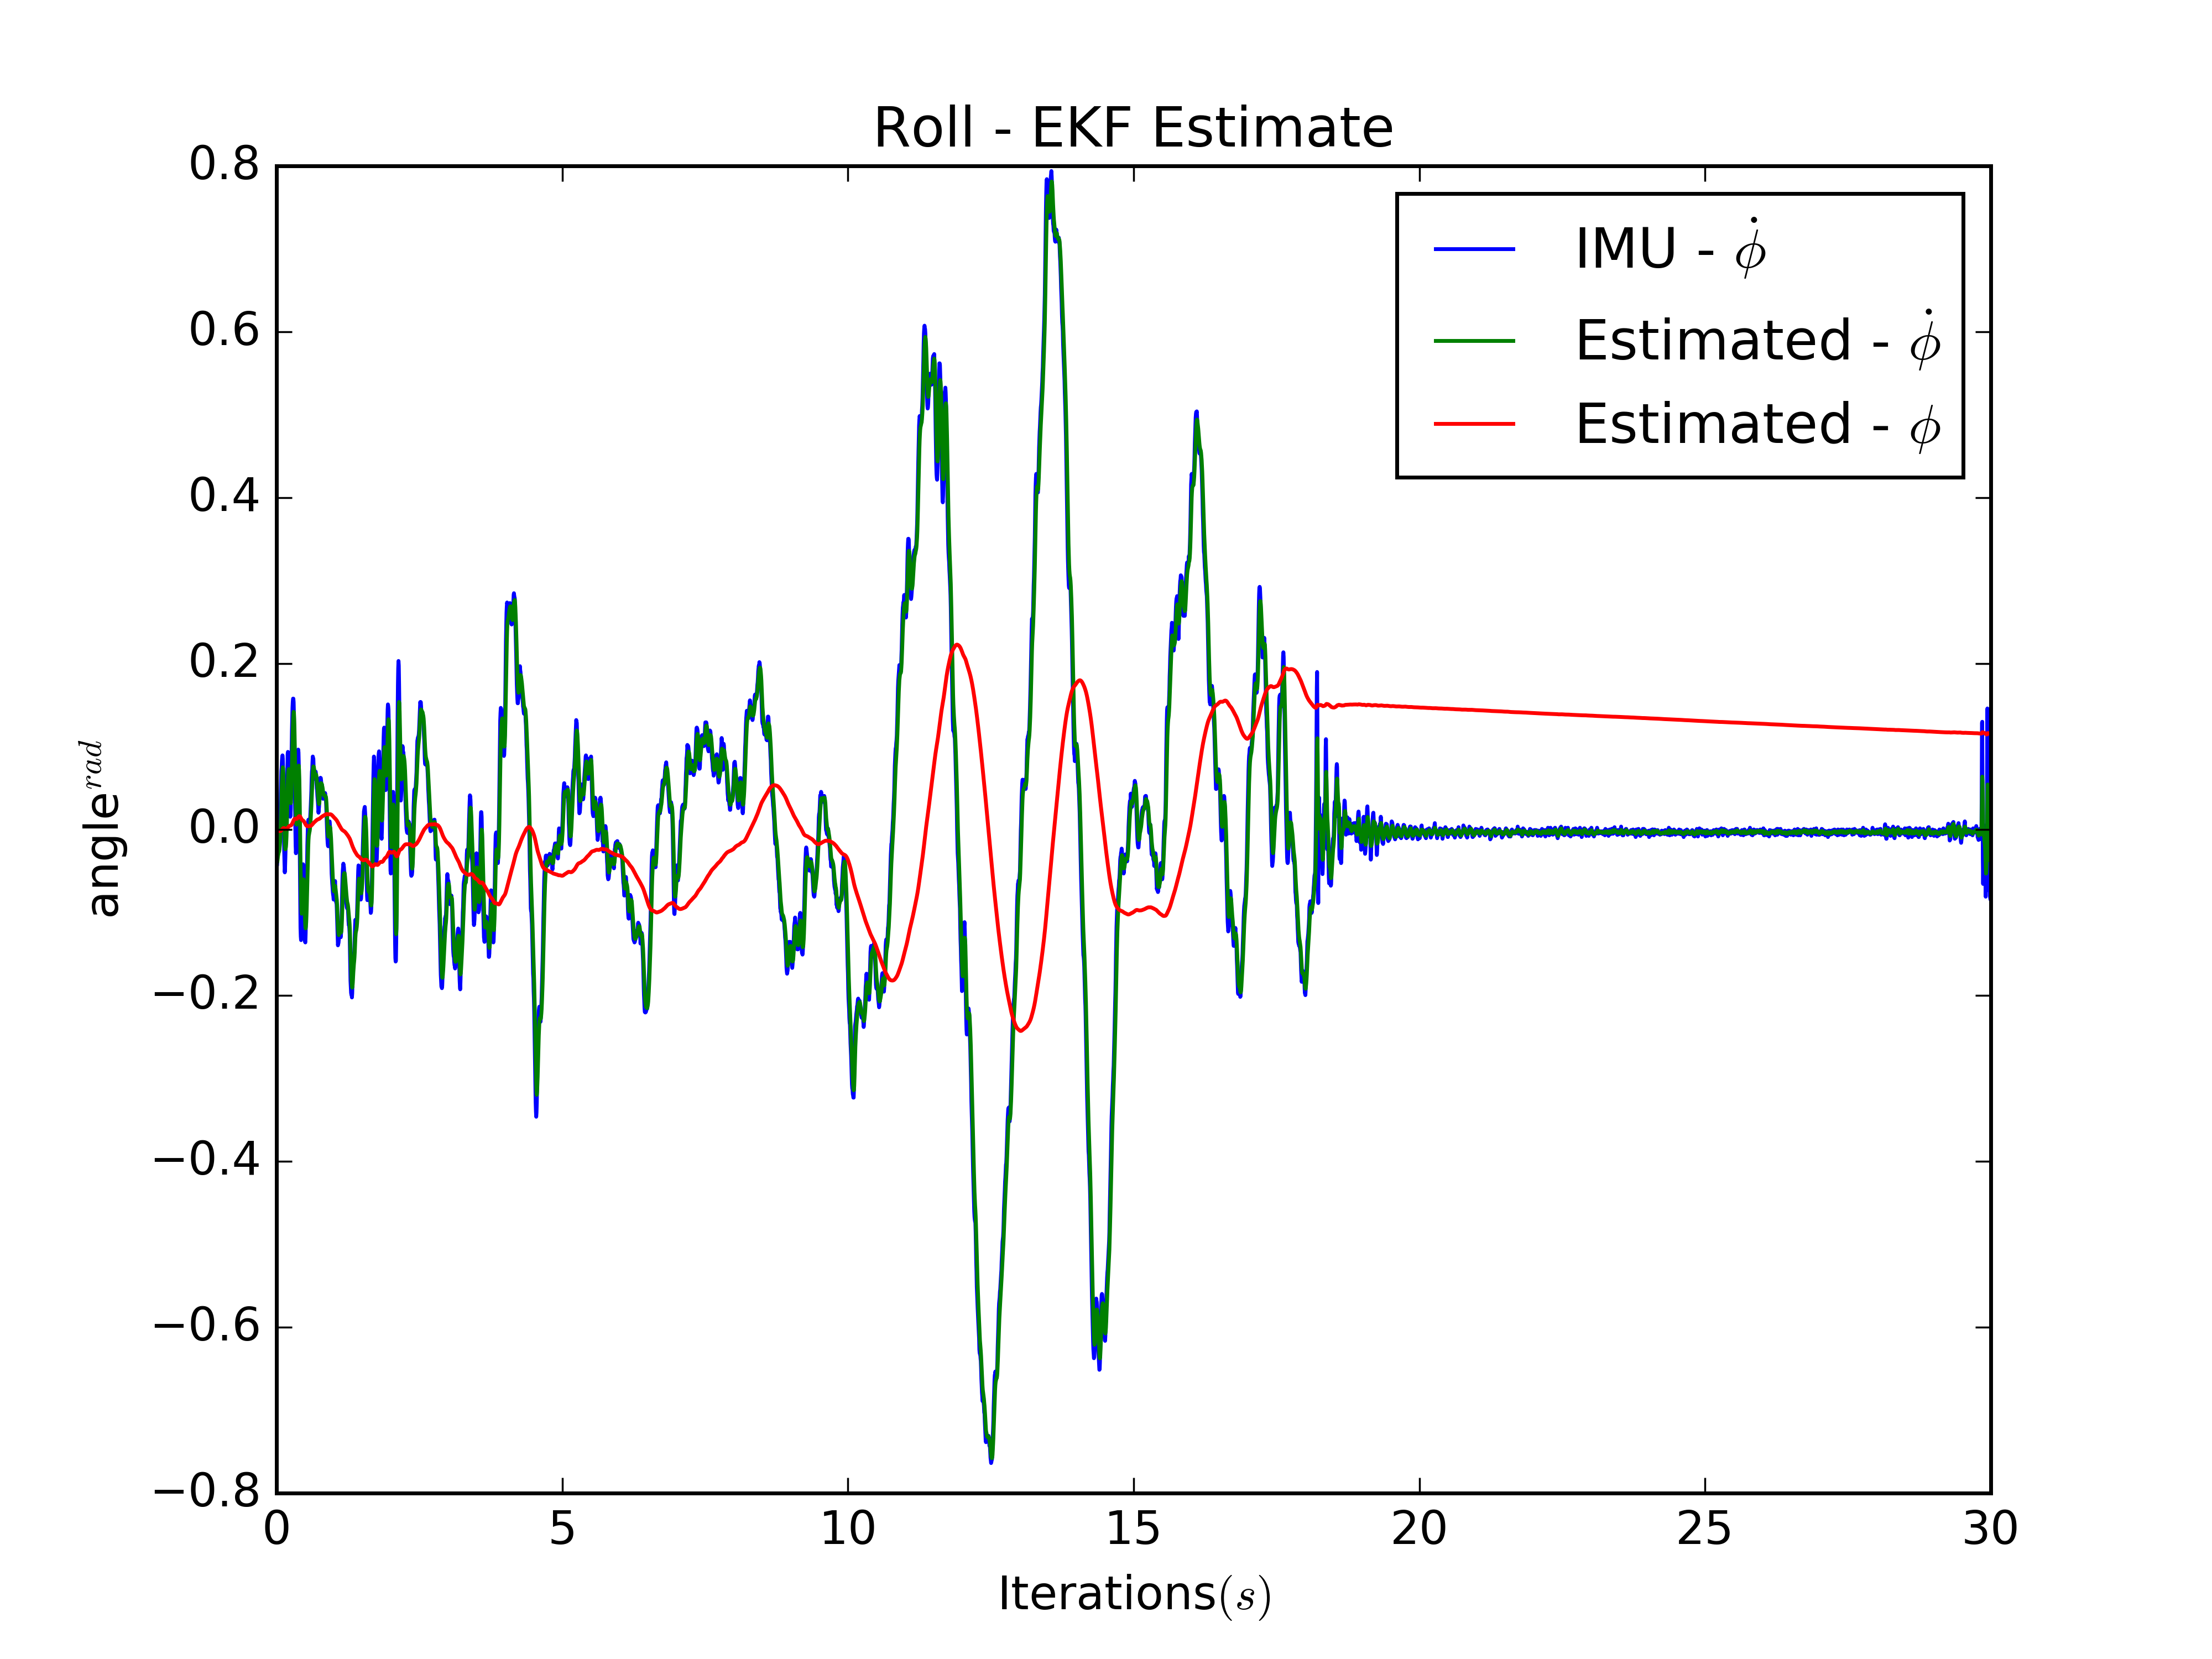 Roll - EKF Estimate
0.8
0.6
0.4
0.2
0.0
−0.2
−0.4
−0.6
−0.8
angle^rad
IMU - ϕ̇
Estimated - ϕ̇
Estimated - ϕ
0 5 10 15 20 25 30
Iterations(s)